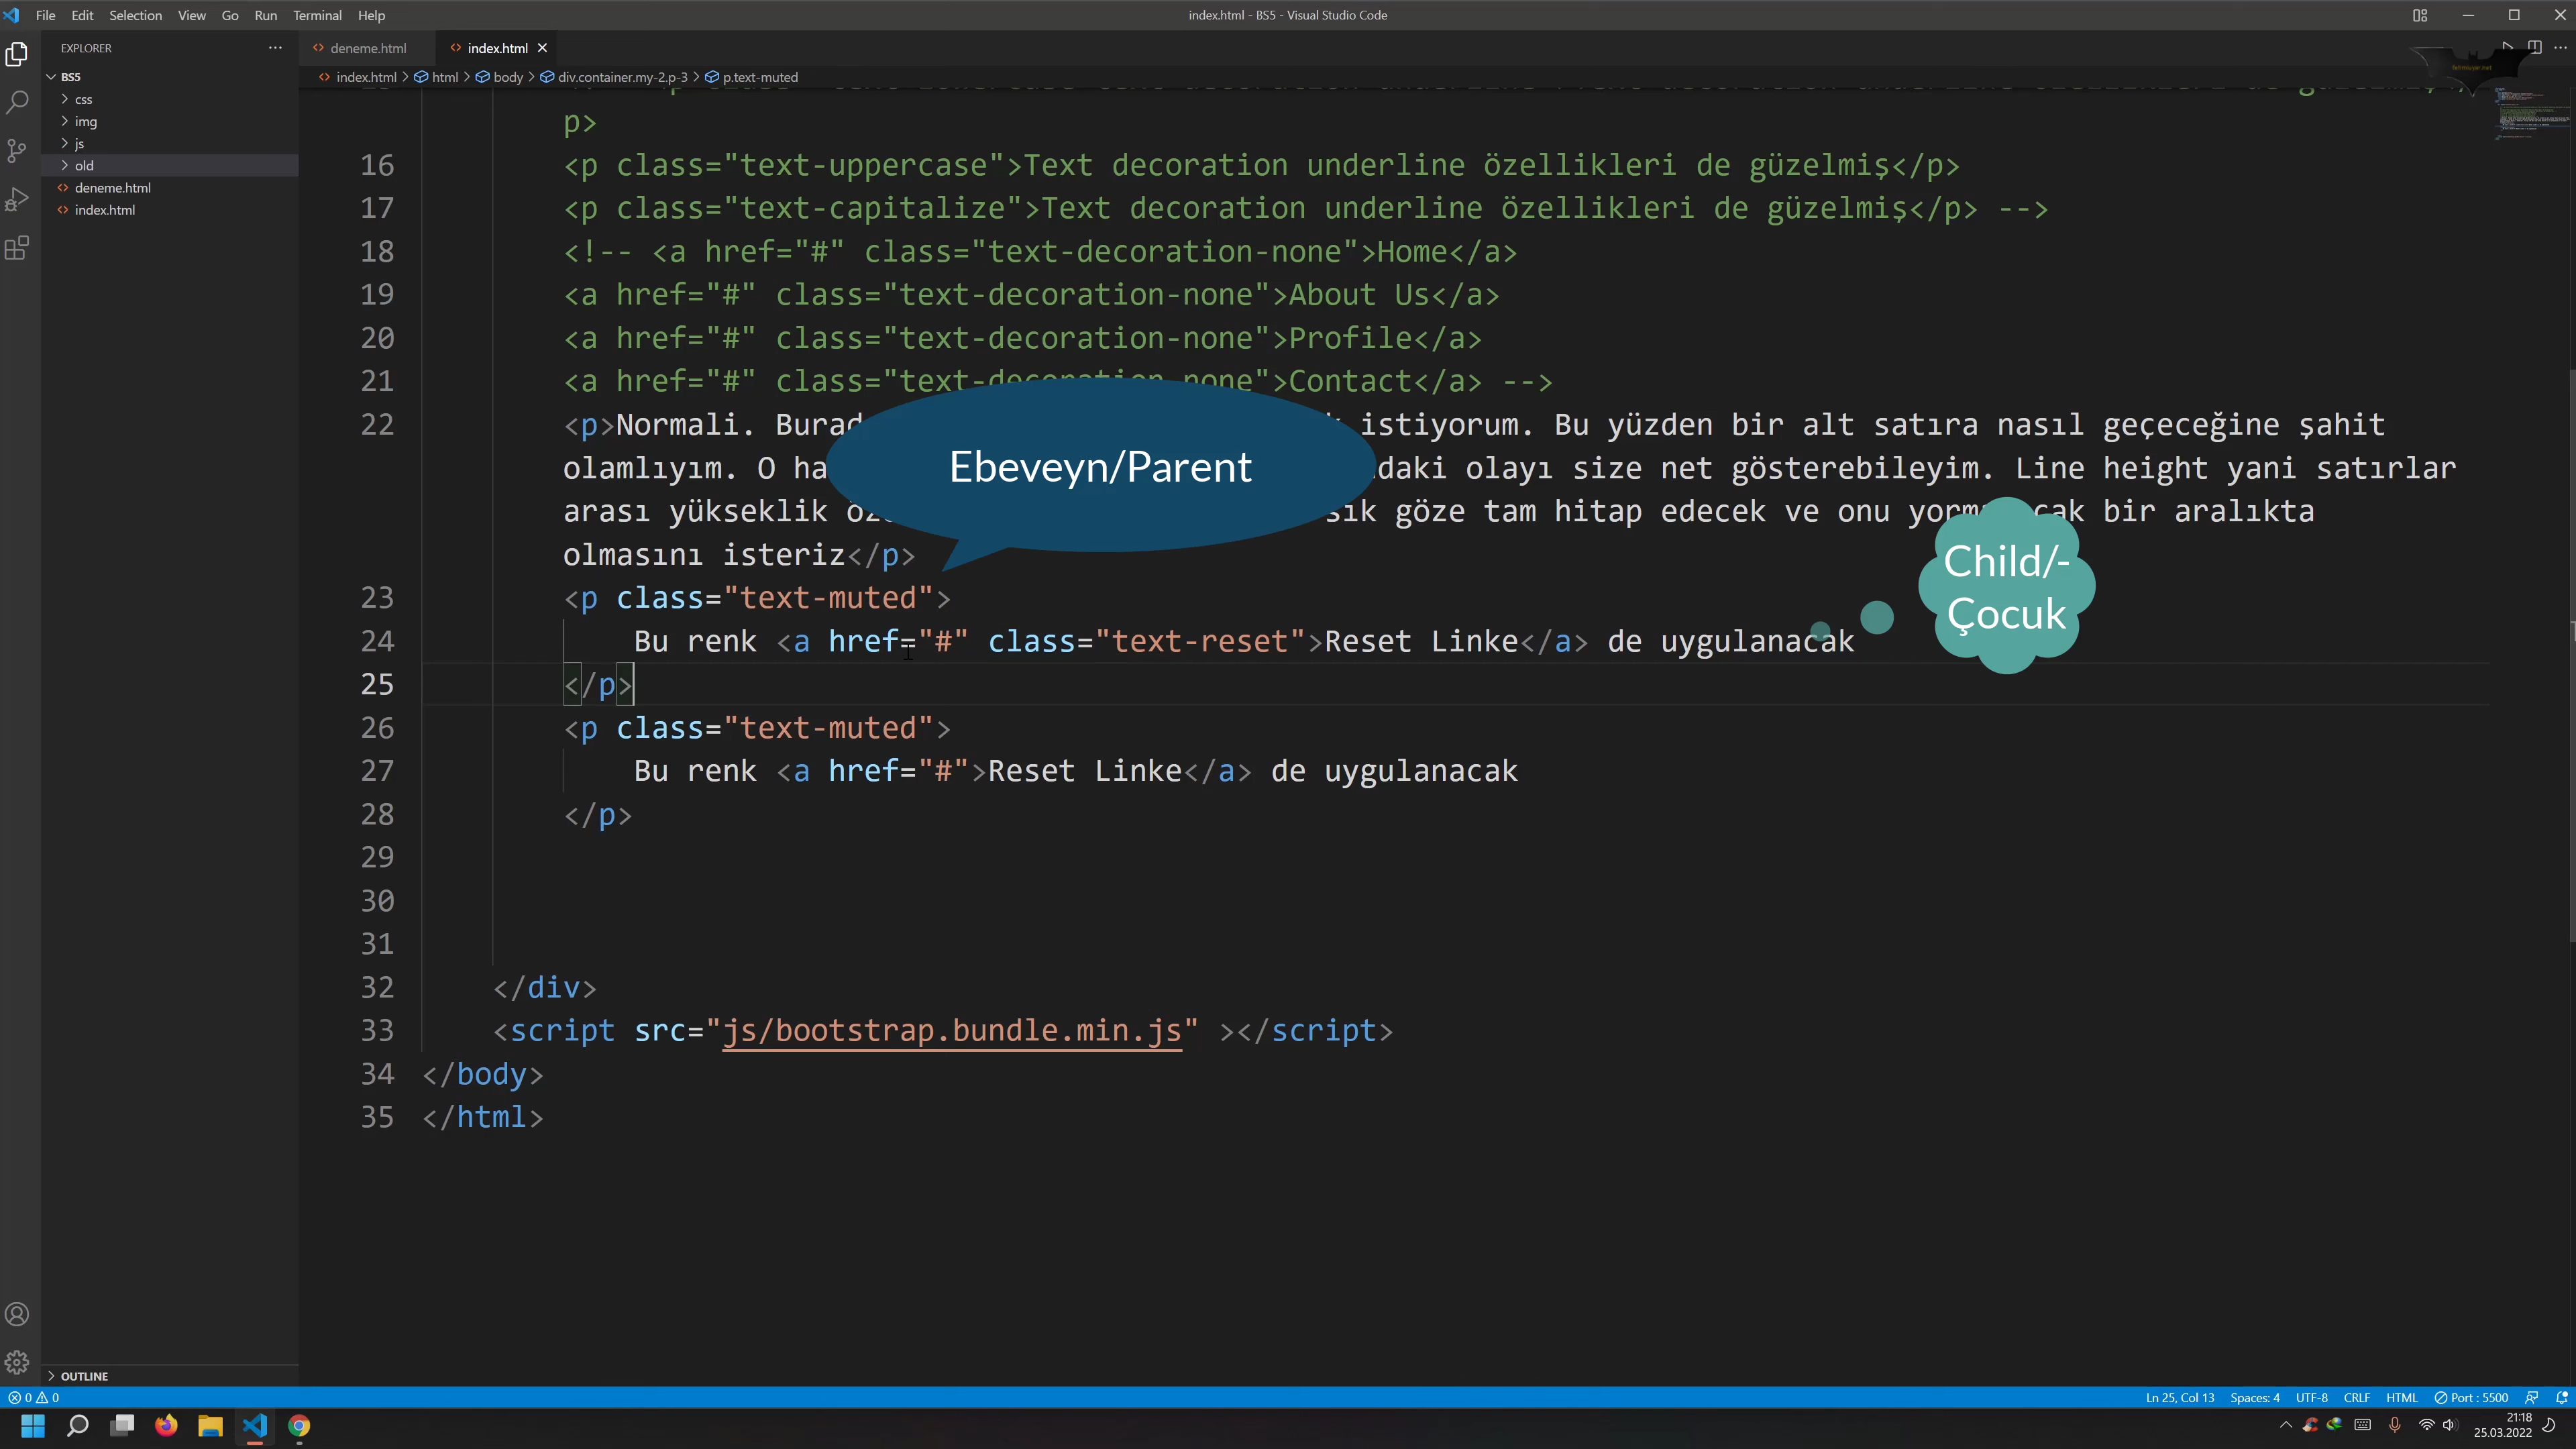 File Edit Selection View Go Run Terminal Help
index.html - BS5 - Visual Studio Code
EXPLORER
deneme.html
index.html
BS5
index.html > html > body > div.container.my-2.p-3 > p.text-muted
css
img
js
old
deneme.html
index.html
p>
16 <p class="text-uppercase">Text decoration underline özellikleri de güzelmiş</p>
17 <p class="text-capitalize">Text decoration underline özellikleri de güzelmiş</p> -->
18 <!-- <a href="#" class="text-decoration-none">Home</a>
19 <a href="#" class="text-decoration-none">About Us</a>
20 <a href="#" class="text-decoration-none">Profile</a>
21 <a href="#" class="text-decoration-none">Contact</a> -->
22 <p>Normali. istiyorum. Bu yüzden bir alt satıra nasıl geçeceğine şahit
olamlıyım. O olayı size net gösterebileyim. Line height yani satırlar
arası yükseklik göze tam hitap edecek ve onu bir aralıkta
olmasını isteriz</p>
Ebeveyn/Parent
Child/-
Çocuk
23 <p class="text-muted">
24 Bu renk <a href="#" class="text-reset">Reset Linke</a> de uygulanacak
25 </p>
26 <p class="text-muted">
27 Bu renk <a href="#">Reset Linke</a> de uygulanacak
28 </p>
29
30
31
32 </div>
33 <script src="js/bootstrap.bundle.min.js" ></script>
34 </body>
35 </html>
OUTLINE
0 0
Ln 25, Col 13 Spaces: 4 UTF-8 CRLF HTML Port : 5500
21:18
25.03.2022